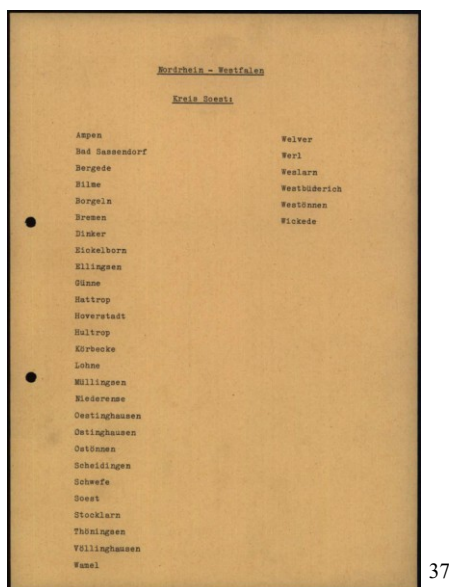 Nordrhein - Westfalen
Kreis Soest:
Ampen
Bad Sassendorf
Bergede
Bilme
Borgeln
Bremen
Dinker
Eickelborn
Ellingsen
Günne
Hattrop
Hoverstadt
Hultrop
Körbecke
Lohne
Müllingsen
Niederense
Oestinghausen
Ostinghausen
Ostönnen
Scheidingen
Schwefe
Soest
Stocklarn
Thöningsen
Völlinghausen
Wamel
Welver
Werl
Weslarn
Westbüderich
Westönnen
Wickede
37